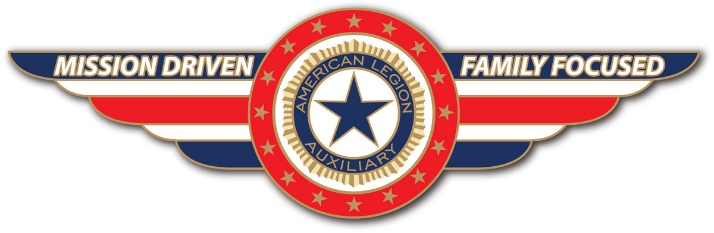 MISSION DRIVEN
AMERICAN LEGION
AUXILIARY
FAMILY FOCUSED